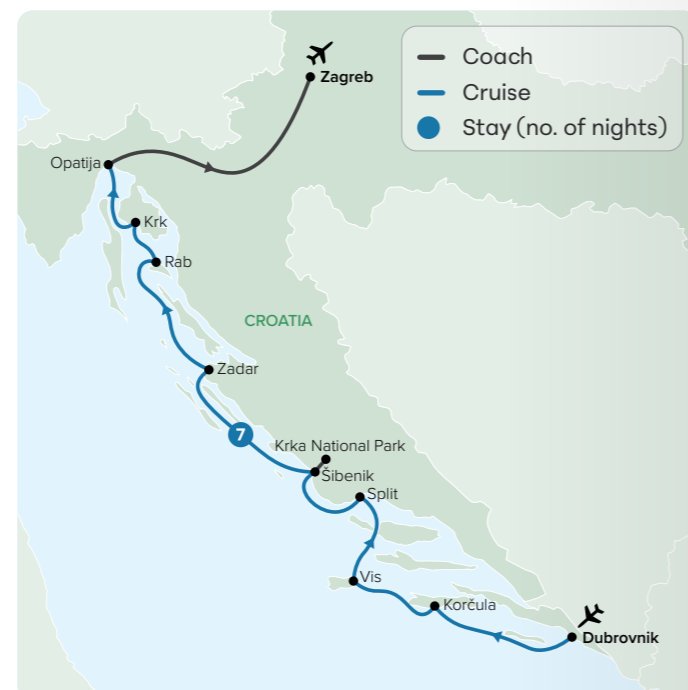 Coach
Cruise
Stay (no. of nights)
Zagreb
Opatija
Krk
Rab
CROATIA
Zadar
7
Krka National Park
Šibenik
Split
Vis
Korčula
Dubrovnik